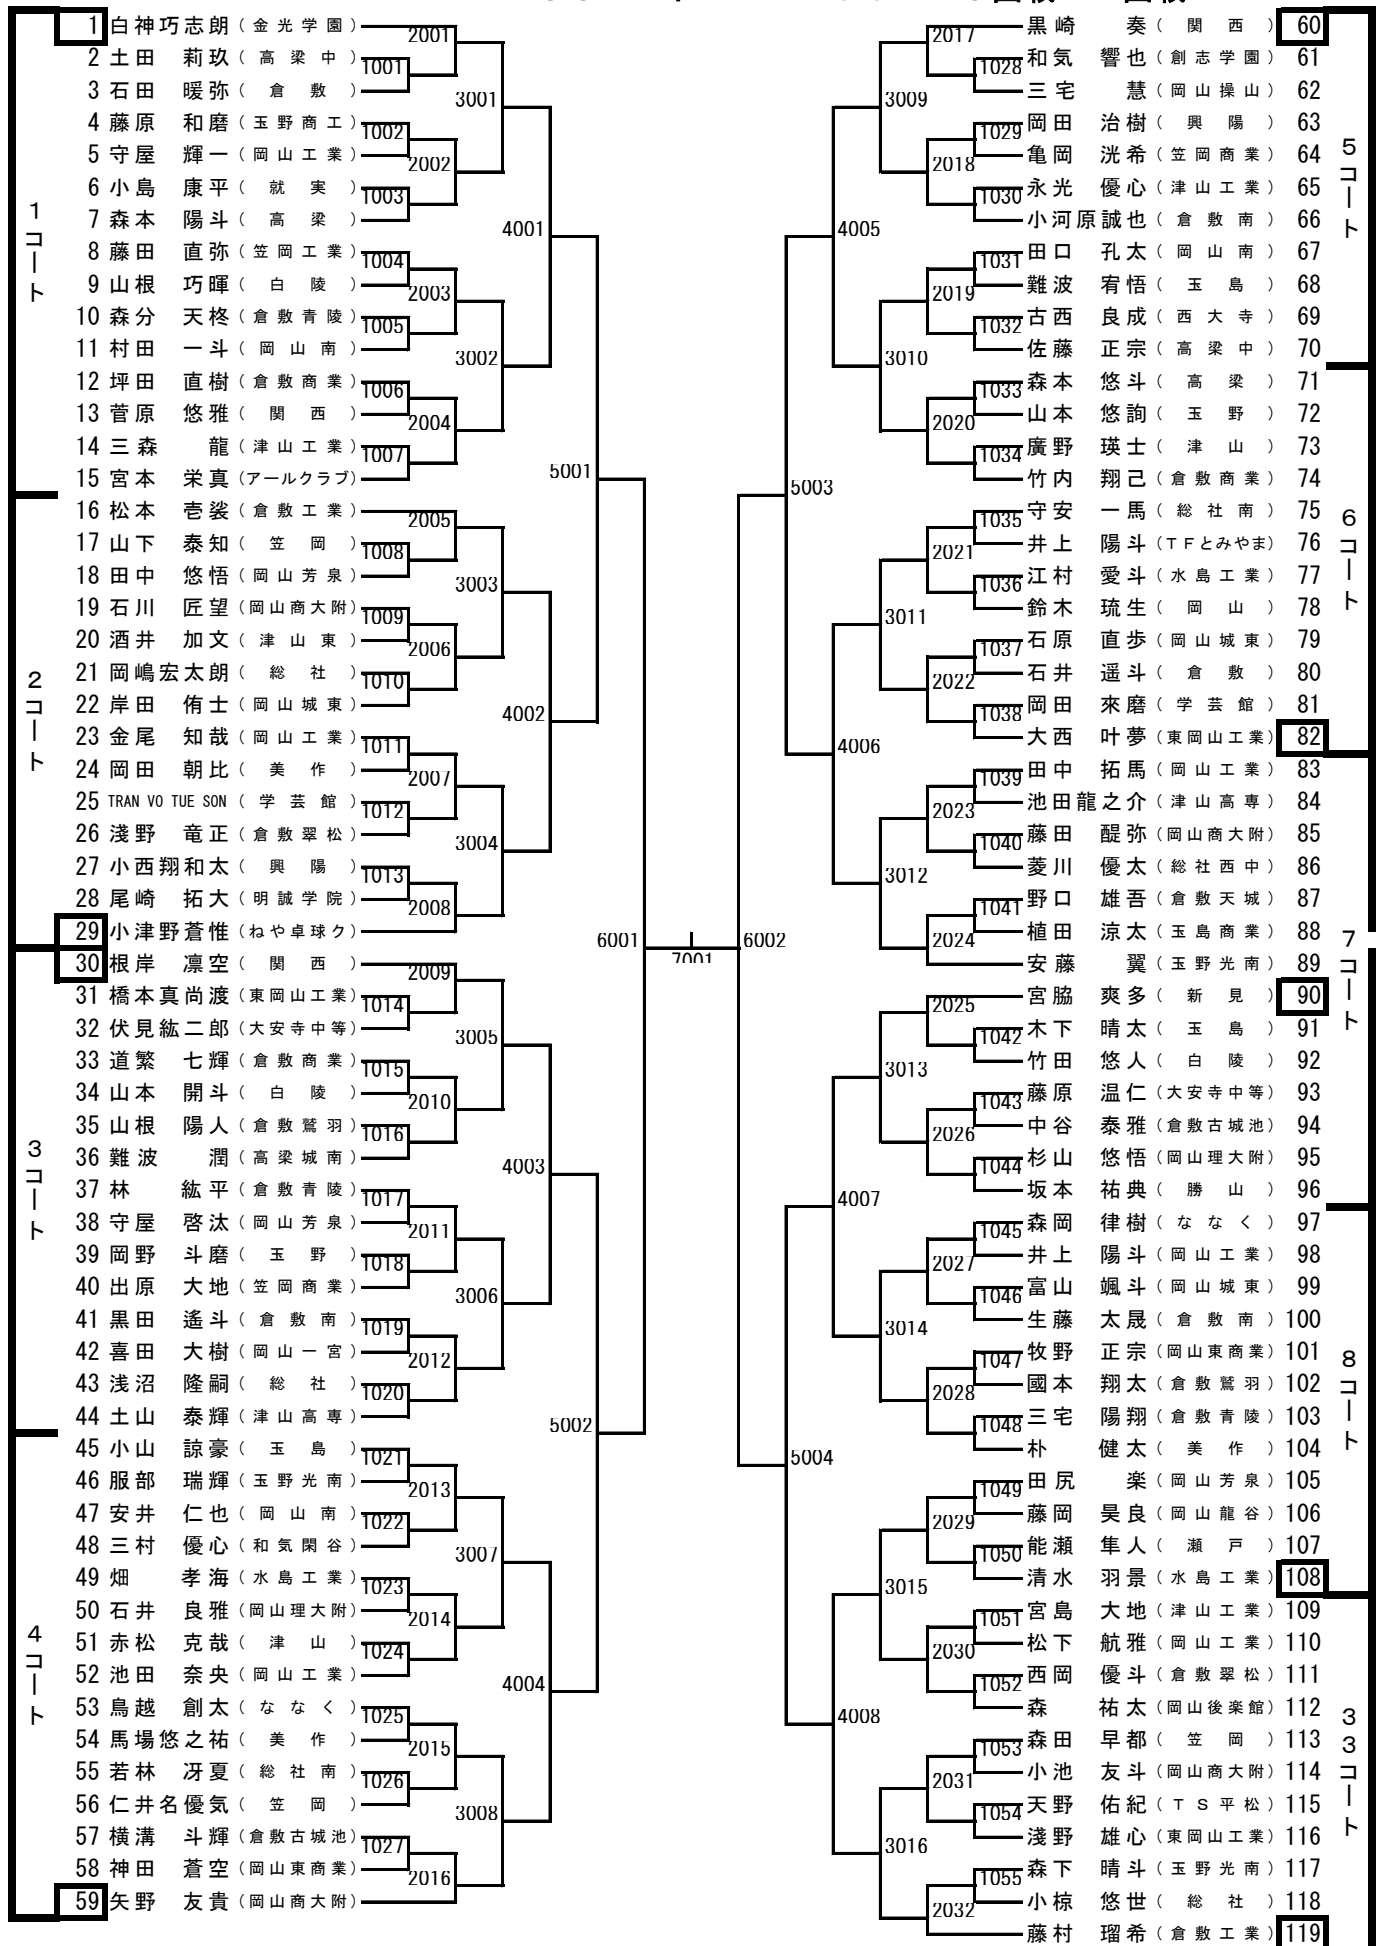 1 白神巧志朗（金光学園）
2 土田 莉玖（高梁中）
3 石田 暖弥（倉敷）
4 藤原 和磨（玉野商工）
5 守屋 輝一（岡山工業）
6 小島 康平（就実）
7 森本 陽斗（高梁）
8 藤田 直弥（笠岡工業）
9 山根 巧暉（白陵）
10 森分 天柊（倉敷青陵）
11 村田 一斗（岡山南）
12 坪田 直樹（倉敷商業）
13 菅原 悠雅（関西）
14 三森 龍（津山工業）
15 宮本 栄真（アールクラブ）
16 松本 壱裟（倉敷工業）
17 山下 泰知（笠岡）
18 田中 悠悟（岡山芳泉）
19 石川 匠望（岡山商大附）
20 酒井 加文（津山東）
21 岡嶋宏太朗（総社）
22 岸田 侑士（岡山城東）
23 金尾 知哉（岡山工業）
24 岡田 朝比（美作）
25 TRAN VO TUE SON（学芸館）
26 淺野 竜正（倉敷翠松）
27 小西翔和太（興陽）
28 尾崎 拓大（明誠学院）
29 小津野蒼惟（ねや卓球ク）
30 根岸 凛空（関西）
31 橋本真尚渡（東岡山工業）
32 伏見紘二郎（大安寺中等）
33 道繁 七輝（倉敷商業）
34 山本 開斗（白陵）
35 山根 陽人（倉敷鷲羽）
36 難波 潤（高梁城南）
37 林 紘平（倉敷青陵）
38 守屋 啓汰（岡山芳泉）
39 岡野 斗磨（玉野）
40 出原 大地（笠岡商業）
41 黒田 遙斗（倉敷南）
42 喜田 大樹（岡山一宮）
43 浅沼 隆嗣（総社）
44 土山 泰輝（津山高専）
45 小山 諒豪（玉島）
46 服部 瑞輝（玉野光南）
47 安井 仁也（岡山南）
48 三村 優心（和気閑谷）
49 畑 孝海（水島工業）
50 石井 良雅（岡山理大附）
51 赤松 克哉（津山）
52 池田 奈央（岡山工業）
53 鳥越 創太（ななく）
54 馬場悠之祐（美作）
55 若林 冴夏（総社南）
56 仁井名優気（笠岡）
57 横溝 斗輝（倉敷古城池）
58 神田 蒼空（岡山東商業）
59 矢野 友貴（岡山商大附）
1コート
2コート
3コート
4コート
1001
1002
1003
1004
1005
1006
1007
1008
1009
1010
1011
1012
1013
1014
1015
1016
1017
1018
1019
1020
1021
1022
1023
1024
1025
1026
1027
2001
2002
2003
2004
2005
2006
2007
2008
2009
2010
2011
2012
2013
2014
2015
2016
3001
3002
3003
3004
3005
3006
3007
3008
4001
4002
4003
4004
5001
5002
6001
7001
6002
5003
5004
4005
4006
4007
4008
3009
3010
3011
3012
3013
3014
3015
3016
2017
2018
2019
2020
2021
2022
2023
2024
2025
2026
2027
2028
2029
2030
2031
2032
1028
1029
1030
1031
1032
1033
1034
1035
1036
1037
1038
1039
1040
1041
1042
1043
1044
1045
1046
1047
1048
1049
1050
1051
1052
1053
1054
1055
黒崎 奏（関西）60
和気 響也（創志学園）61
三宅 慧（岡山操山）62
岡田 治樹（興陽）63
亀岡 洸希（笠岡商業）64
永光 優心（津山工業）65
小河原誠也（倉敷南）66
田口 孔太（岡山南）67
難波 宥悟（玉島）68
古西 良成（西大寺）69
佐藤 正宗（高梁中）70
森本 悠斗（高梁）71
山本 悠詢（玉野）72
廣野 瑛士（津山）73
竹内 翔己（倉敷商業）74
守安 一馬（総社南）75
井上 陽斗（ＴＦとみやま）76
江村 愛斗（水島工業）77
鈴木 琉生（岡山）78
石原 直歩（岡山城東）79
石井 遥斗（倉敷）80
岡田 來磨（学芸館）81
大西 叶夢（東岡山工業）82
田中 拓馬（岡山工業）83
池田龍之介（津山高専）84
藤田 醍弥（岡山商大附）85
菱川 優太（総社西中）86
野口 雄吾（倉敷天城）87
植田 涼太（玉島商業）88
安藤 翼（玉野光南）89
宮脇 爽多（新見）90
木下 晴太（玉島）91
竹田 悠人（白陵）92
藤原 温仁（大安寺中等）93
中谷 泰雅（倉敷古城池）94
杉山 悠悟（岡山理大附）95
坂本 祐典（勝山）96
森岡 律樹（ななく）97
井上 陽斗（岡山工業）98
富山 颯斗（岡山城東）99
生藤 太晟（倉敷南）100
牧野 正宗（岡山東商業）101
國本 翔太（倉敷鷲羽）102
三宅 陽翔（倉敷青陵）103
朴 健太（美作）104
田尻 楽（岡山芳泉）105
藤岡 昊良（岡山龍谷）106
能瀬 隼人（瀬戸）107
清水 羽景（水島工業）108
宮島 大地（津山工業）109
松下 航雅（岡山工業）110
西岡 優斗（倉敷翠松）111
森 祐太（岡山後楽館）112
森田 早都（笠岡）113
小池 友斗（岡山商大附）114
天野 佑紀（ＴＳ平松）115
淺野 雄心（東岡山工業）116
森下 晴斗（玉野光南）117
小椋 悠世（総社）118
藤村 瑠希（倉敷工業）119
5コート
6コート
7コート
8コート
33コート